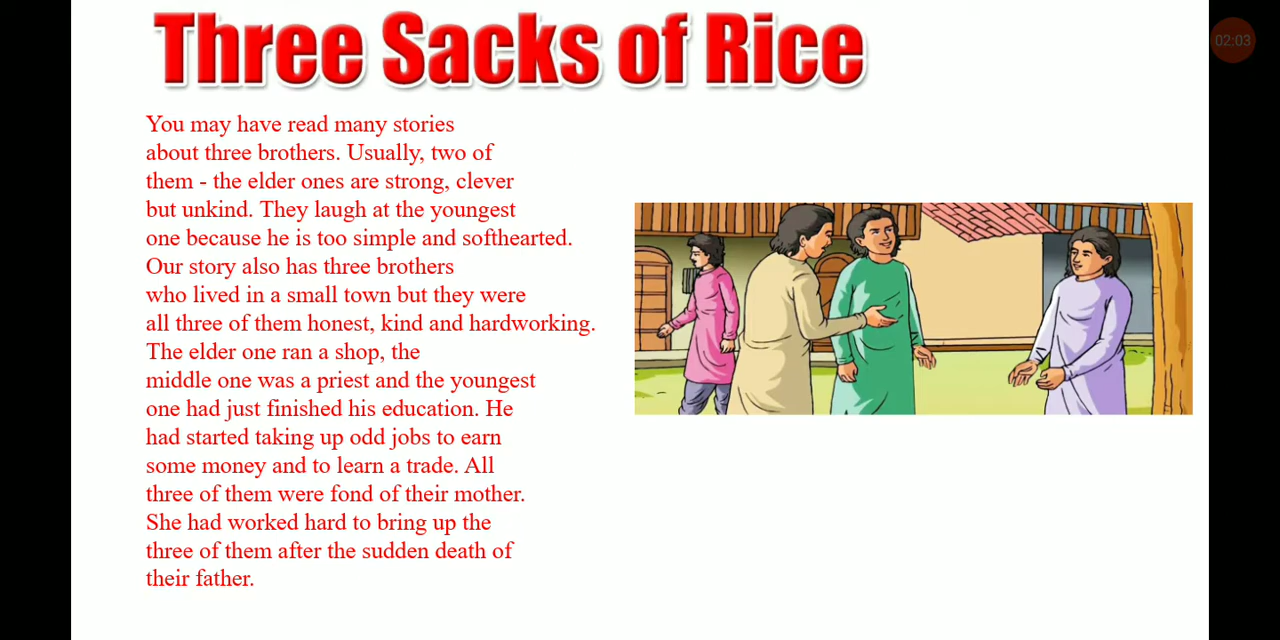 Three Sacks of Rice
02:03
You may have read many stories
about three brothers. Usually, two of
them - the elder ones are strong, clever
but unkind. They laugh at the youngest
one because he is too simple and softhearted.
Our story also has three brothers
who lived in a small town but they were
all three of them honest, kind and hardworking.
The elder one ran a shop, the
middle one was a priest and the youngest
one had just finished his education. He
had started taking up odd jobs to earn
some money and to learn a trade. All
three of them were fond of their mother.
She had worked hard to bring up the
three of them after the sudden death of
their father.